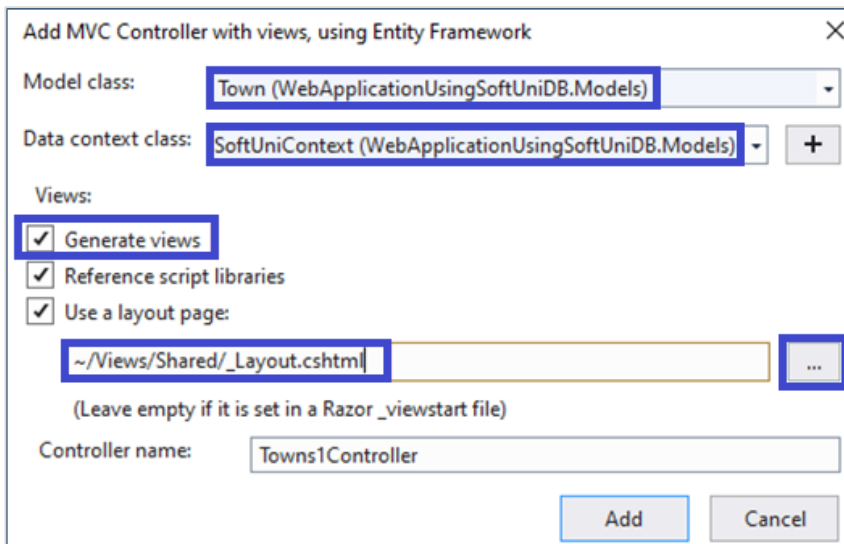 Add MVC Controller with views, using Entity Framework
Model class: Town (WebApplicationUsingSoftUniDB.Models)
Data context class: SoftUniContext (WebApplicationUsingSoftUniDB.Models) +
Views:
Generate views
Reference script libraries
Use a layout page:
~/Views/Shared/_Layout.cshtml ...
(Leave empty if it is set in a Razor _viewstart file)
Controller name: Towns1Controller
Add Cancel